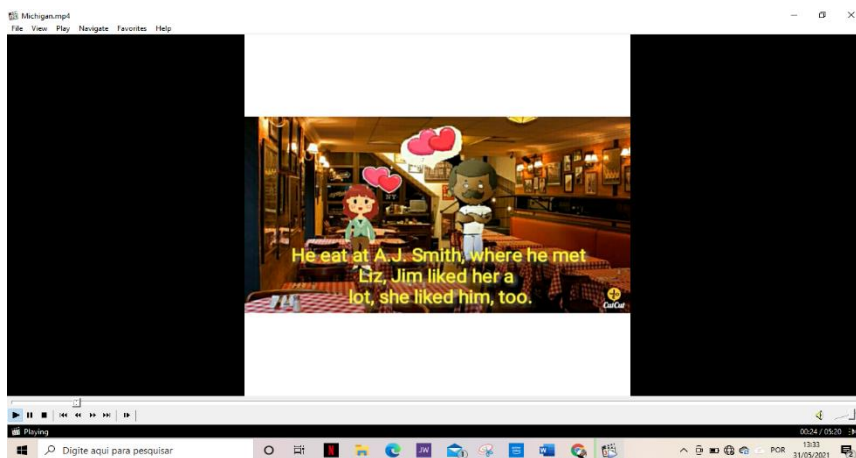 Michigan.mp4
File View Play Navigate Favorites Help
He eat at A.J. Smith, where he met
Liz, Jim liked her a
lot, she liked him, too.
CutCut
Playing
00:24 / 05:20
Digite aqui para pesquisar
JW
POR
13:33
31/05/2021